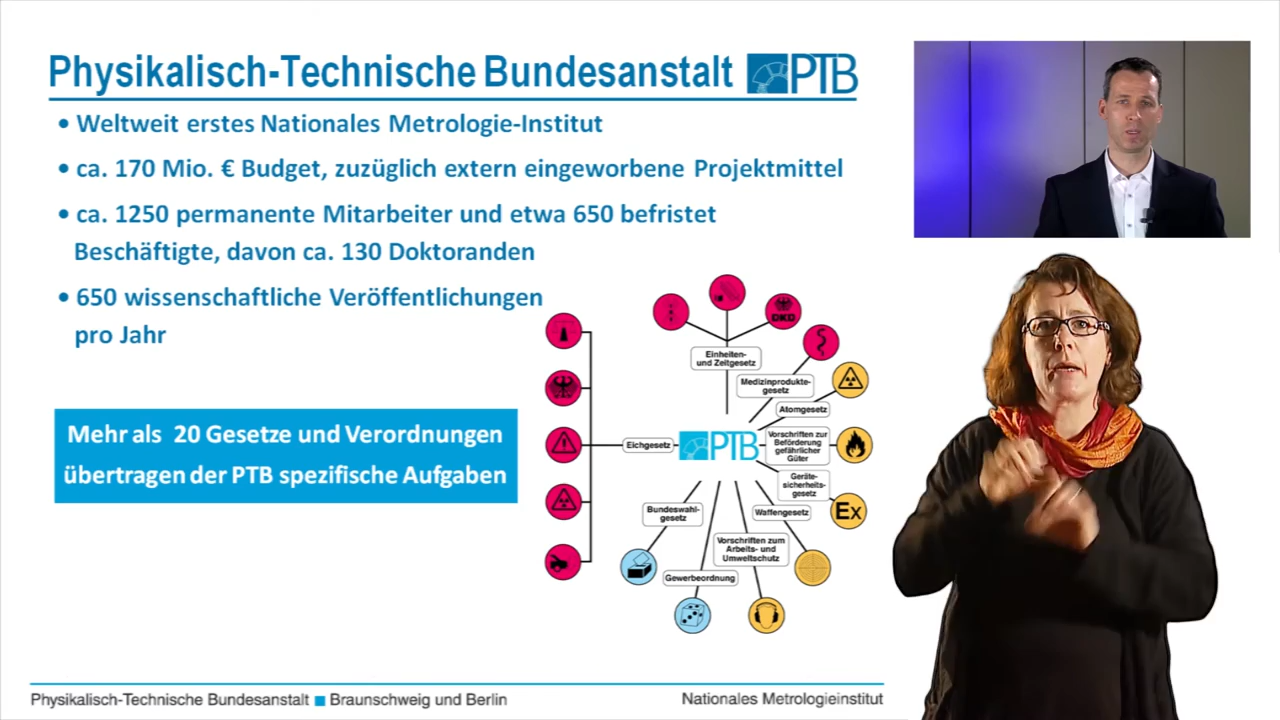 Physikalisch-Technische Bundesanstalt PTB
• Weltweit erstes Nationales Metrologie-Institut
• ca. 170 Mio. € Budget, zuzüglich extern eingeworbene Projektmittel
• ca. 1250 permanente Mitarbeiter und etwa 650 befristet
Beschäftigte, davon ca. 130 Doktoranden
• 650 wissenschaftliche Veröffentlichungen
pro Jahr
Mehr als 20 Gesetze und Verordnungen
übertragen der PTB spezifische Aufgaben
DKD
Einheiten-
und Zeitgesetz
Medizinprodukte-
gesetz
Atomgesetz
Eichgesetz
PTB
Vorschriften zur
Beförderung
gefährlicher
Güter
Geräte-
sicherheits-
gesetz
Ex
Waffengesetz
Bundeswahl-
gesetz
Vorschriften zum
Arbeits- und
Umweltschutz
Gewerbeordnung
Physikalisch-Technische Bundesanstalt ■ Braunschweig und Berlin
Nationales Metrologieinstitut